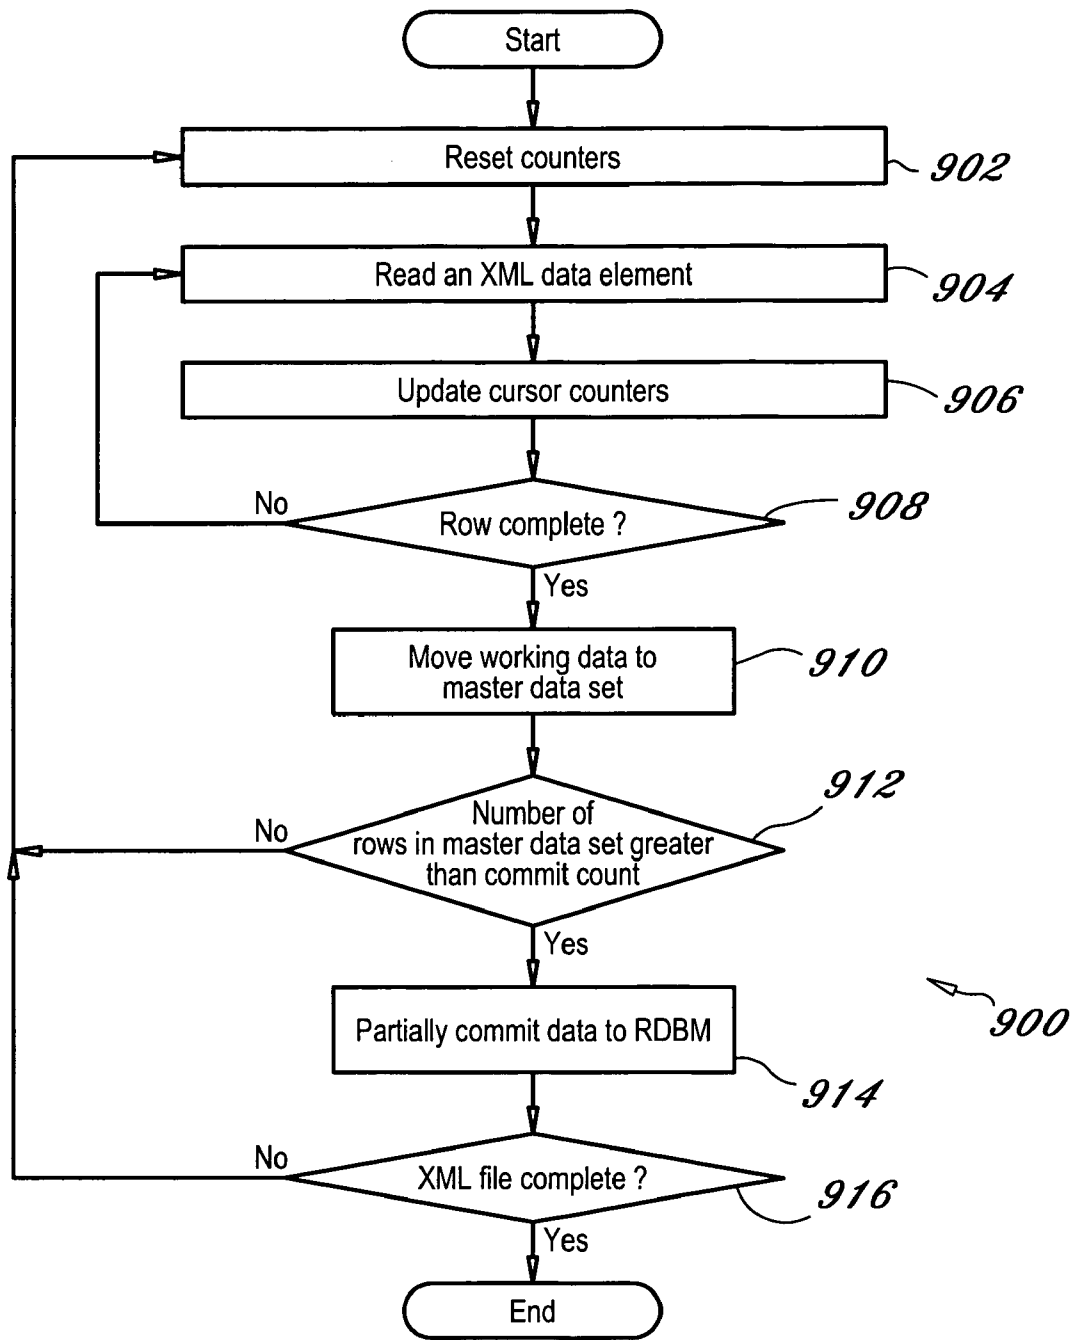 Start
Reset counters
902
Read an XML data element
904
Update cursor counters
906
No
Row complete ?
908
Yes
Move working data to
master data set
910
912
Number of
No
rows in master data set greater
than commit count
Yes
900
Partially commit data to RDBM
914
No
XML file complete ?
916
Yes
End